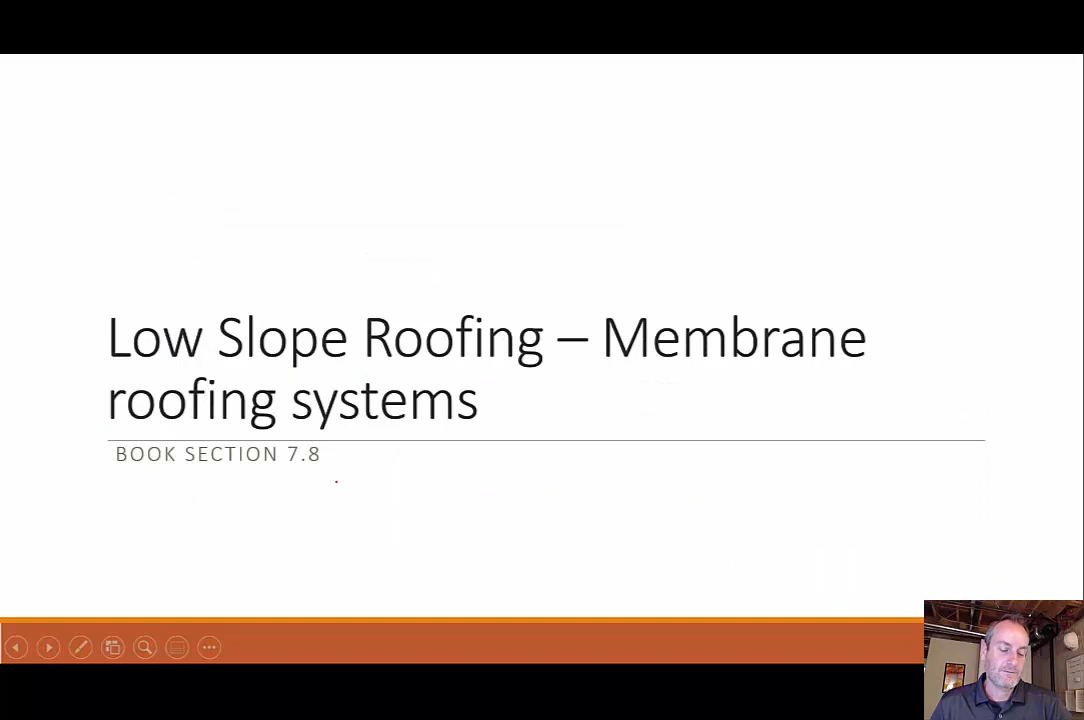 Low Slope Roofing – Membrane
roofing systems
BOOK SECTION 7.8